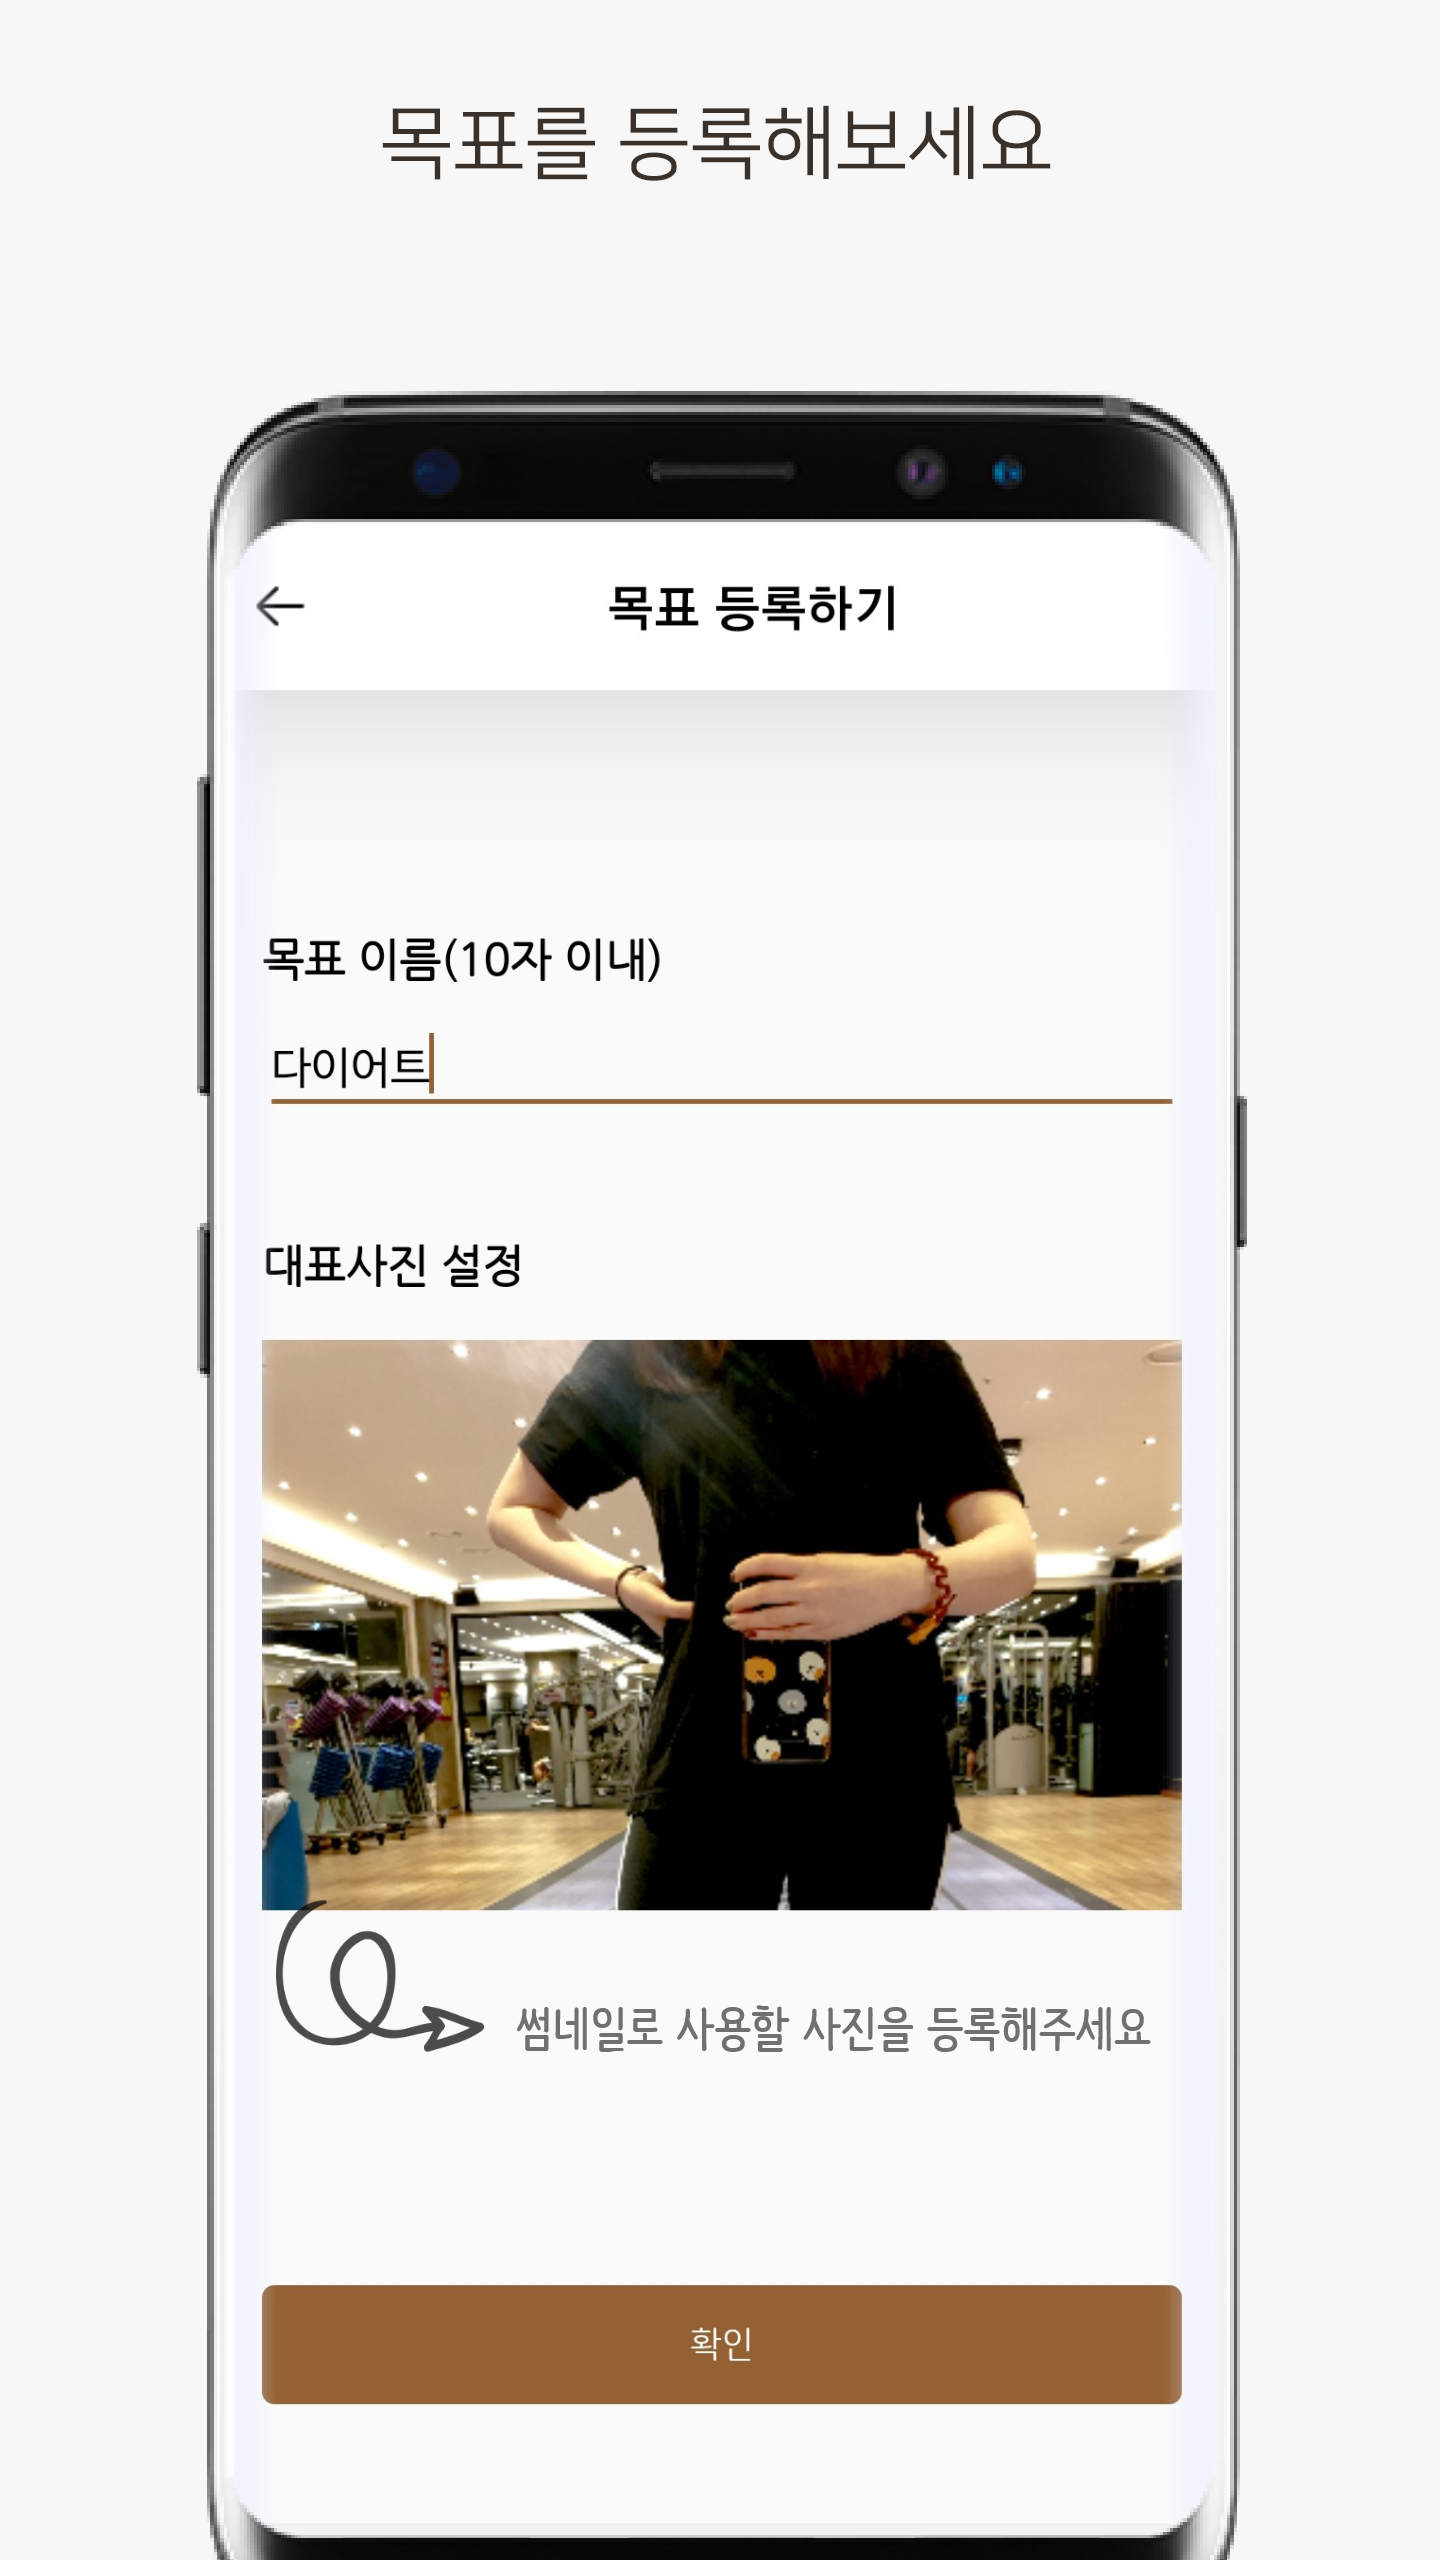 목표를 등록해보세요
목표 등록하기
목표 이름(10자 이내)
다이어트
대표사진 설정
썸네일로 사용할 사진을 등록해주세요
확인